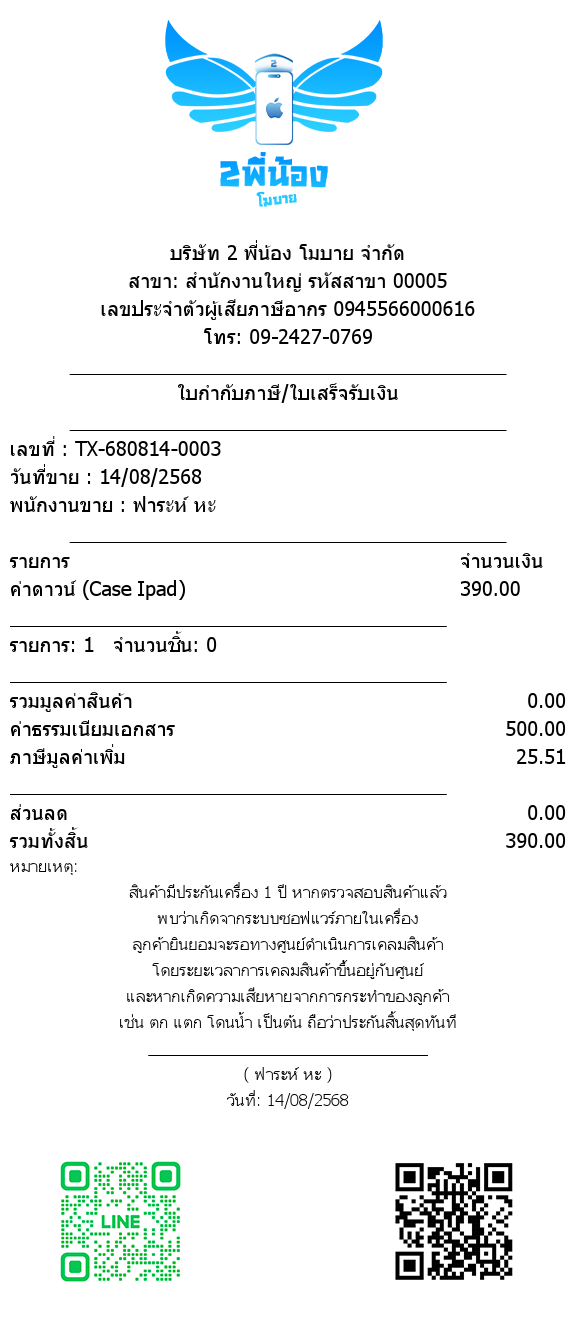 2
2พี่น้อง
โมบาย
บริษัท 2 พี่น้อง โมบาย จำกัด
สาขา: สำนักงานใหญ่ รหัสสาขา 00005
เลขประจำตัวผู้เสียภาษีอากร 0945566000616
โทร: 09-2427-0769
ใบกำกับภาษี/ใบเสร็จรับเงิน
เลขที่ : TX-680814-0003
วันที่ขาย : 14/08/2568
พนักงานขาย : ฟาระห์ หะ
รายการ จำนวนเงิน
ค่าดาวน์ (Case Ipad) 390.00
รายการ: 1 จำนวนชิ้น: 0
รวมมูลค่าสินค้า 0.00
ค่าธรรมเนียมเอกสาร 500.00
ภาษีมูลค่าเพิ่ม 25.51
ส่วนลด 0.00
รวมทั้งสิ้น 390.00
หมายเหตุ:
สินค้ามีประกันเครื่อง 1 ปี หากตรวจสอบสินค้าแล้ว
พบว่าเกิดจากระบบซอฟแวร์ภายในเครื่อง
ลูกค้ายินยอมจะรอทางศูนย์ดำเนินการเคลมสินค้า
โดยระยะเวลาการเคลมสินค้าขึ้นอยู่กับศูนย์
และหากเกิดความเสียหายจากการกระทำของลูกค้า
เช่น ตก แตก โดนน้ำ เป็นต้น ถือว่าประกันสิ้นสุดทันที
( ฟาระห์ หะ )
วันที่: 14/08/2568
LINE